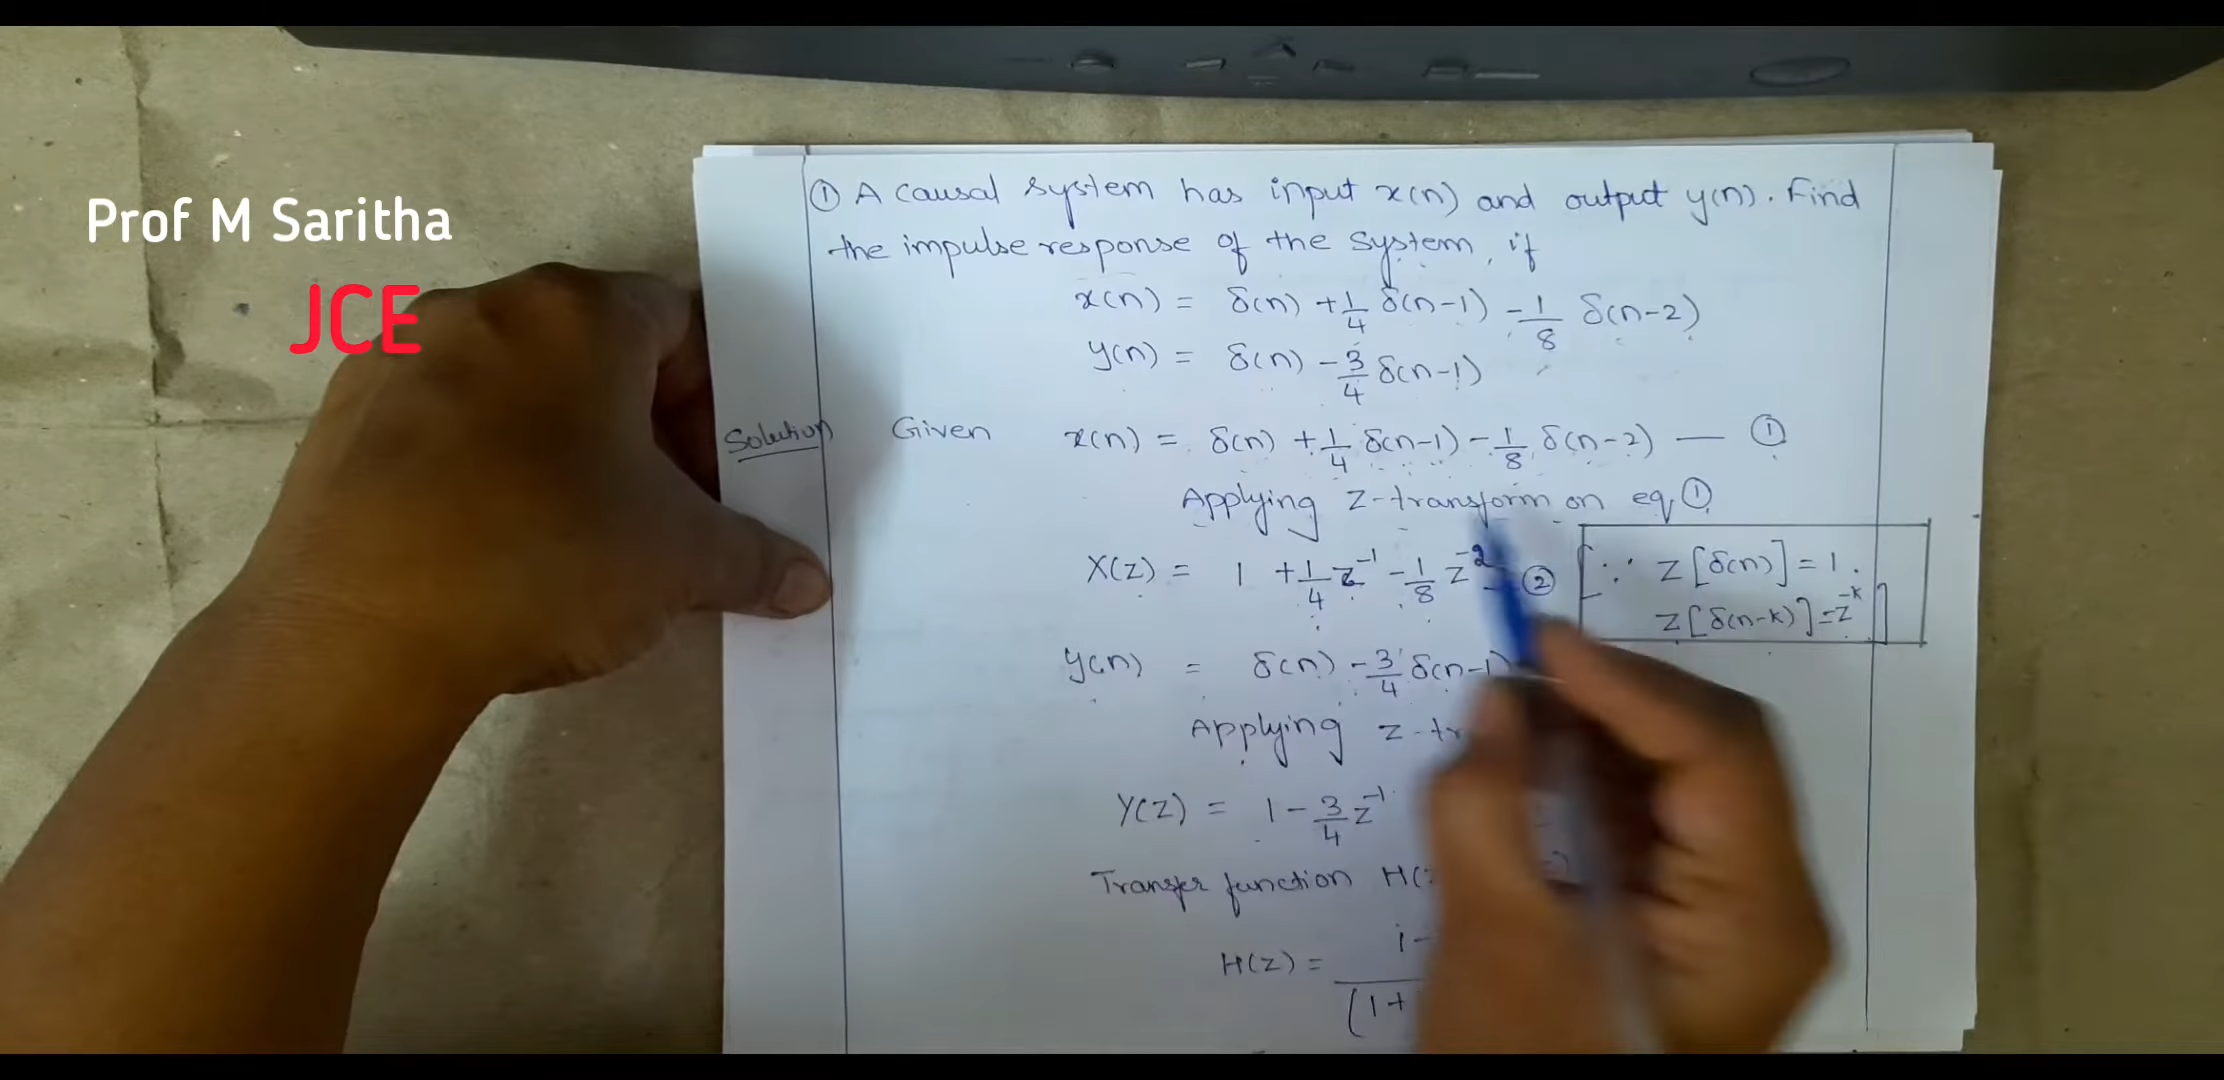 Prof M Saritha
JCE
① A causal system has input x(n) and output y(n). Find
the impulse response of the system, if
x(n) = δ(n) + 1/4 δ(n-1) - 1/8 δ(n-2)
y(n) = δ(n) - 3/4 δ(n-1)
Solution Given x(n) = δ(n) + 1/4 δ(n-1) - 1/8 δ(n-2) — ①
Applying Z-transform on eq ①
X(z) = 1 + 1/4 z⁻¹ - 1/8 z⁻² — ②
[∵ Z[δ(n)] = 1.
Z[δ(n-k)] = z⁻ᵏ]
y(n) = δ(n) - 3/4 δ(n-1)
Applying z-tr
Y(z) = 1 - 3/4 z⁻¹
Transfer function H(
H(z) = 1-
(1+